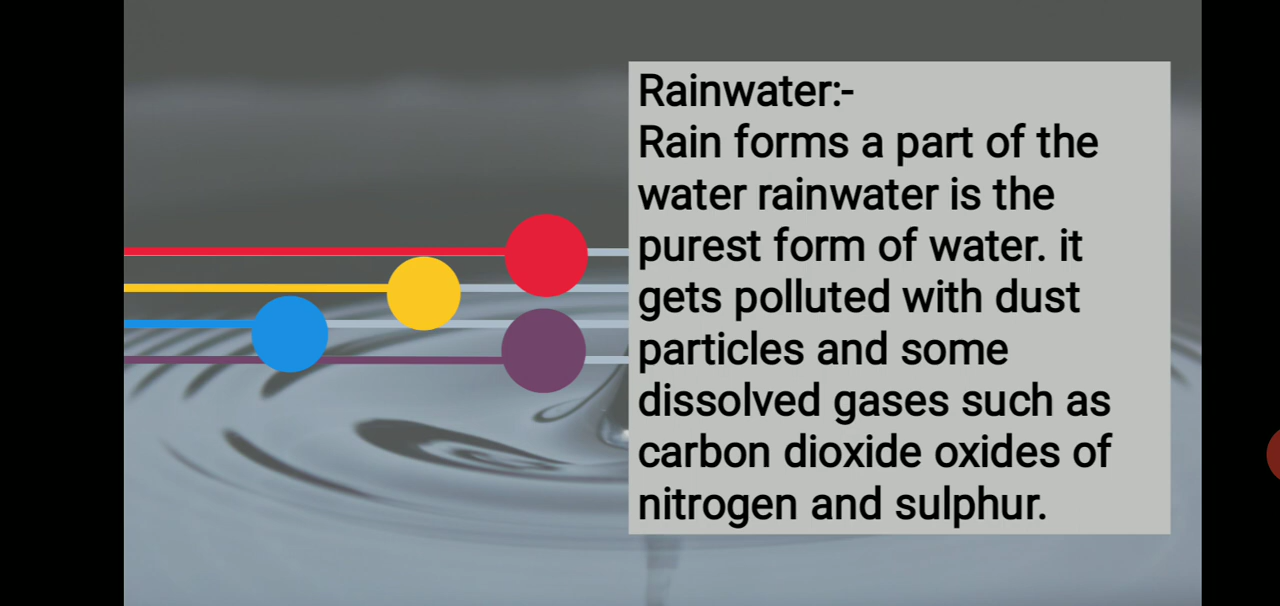 Rainwater:-
Rain forms a part of the
water rainwater is the
purest form of water. it
gets polluted with dust
particles and some
dissolved gases such as
carbon dioxide oxides of
nitrogen and sulphur.